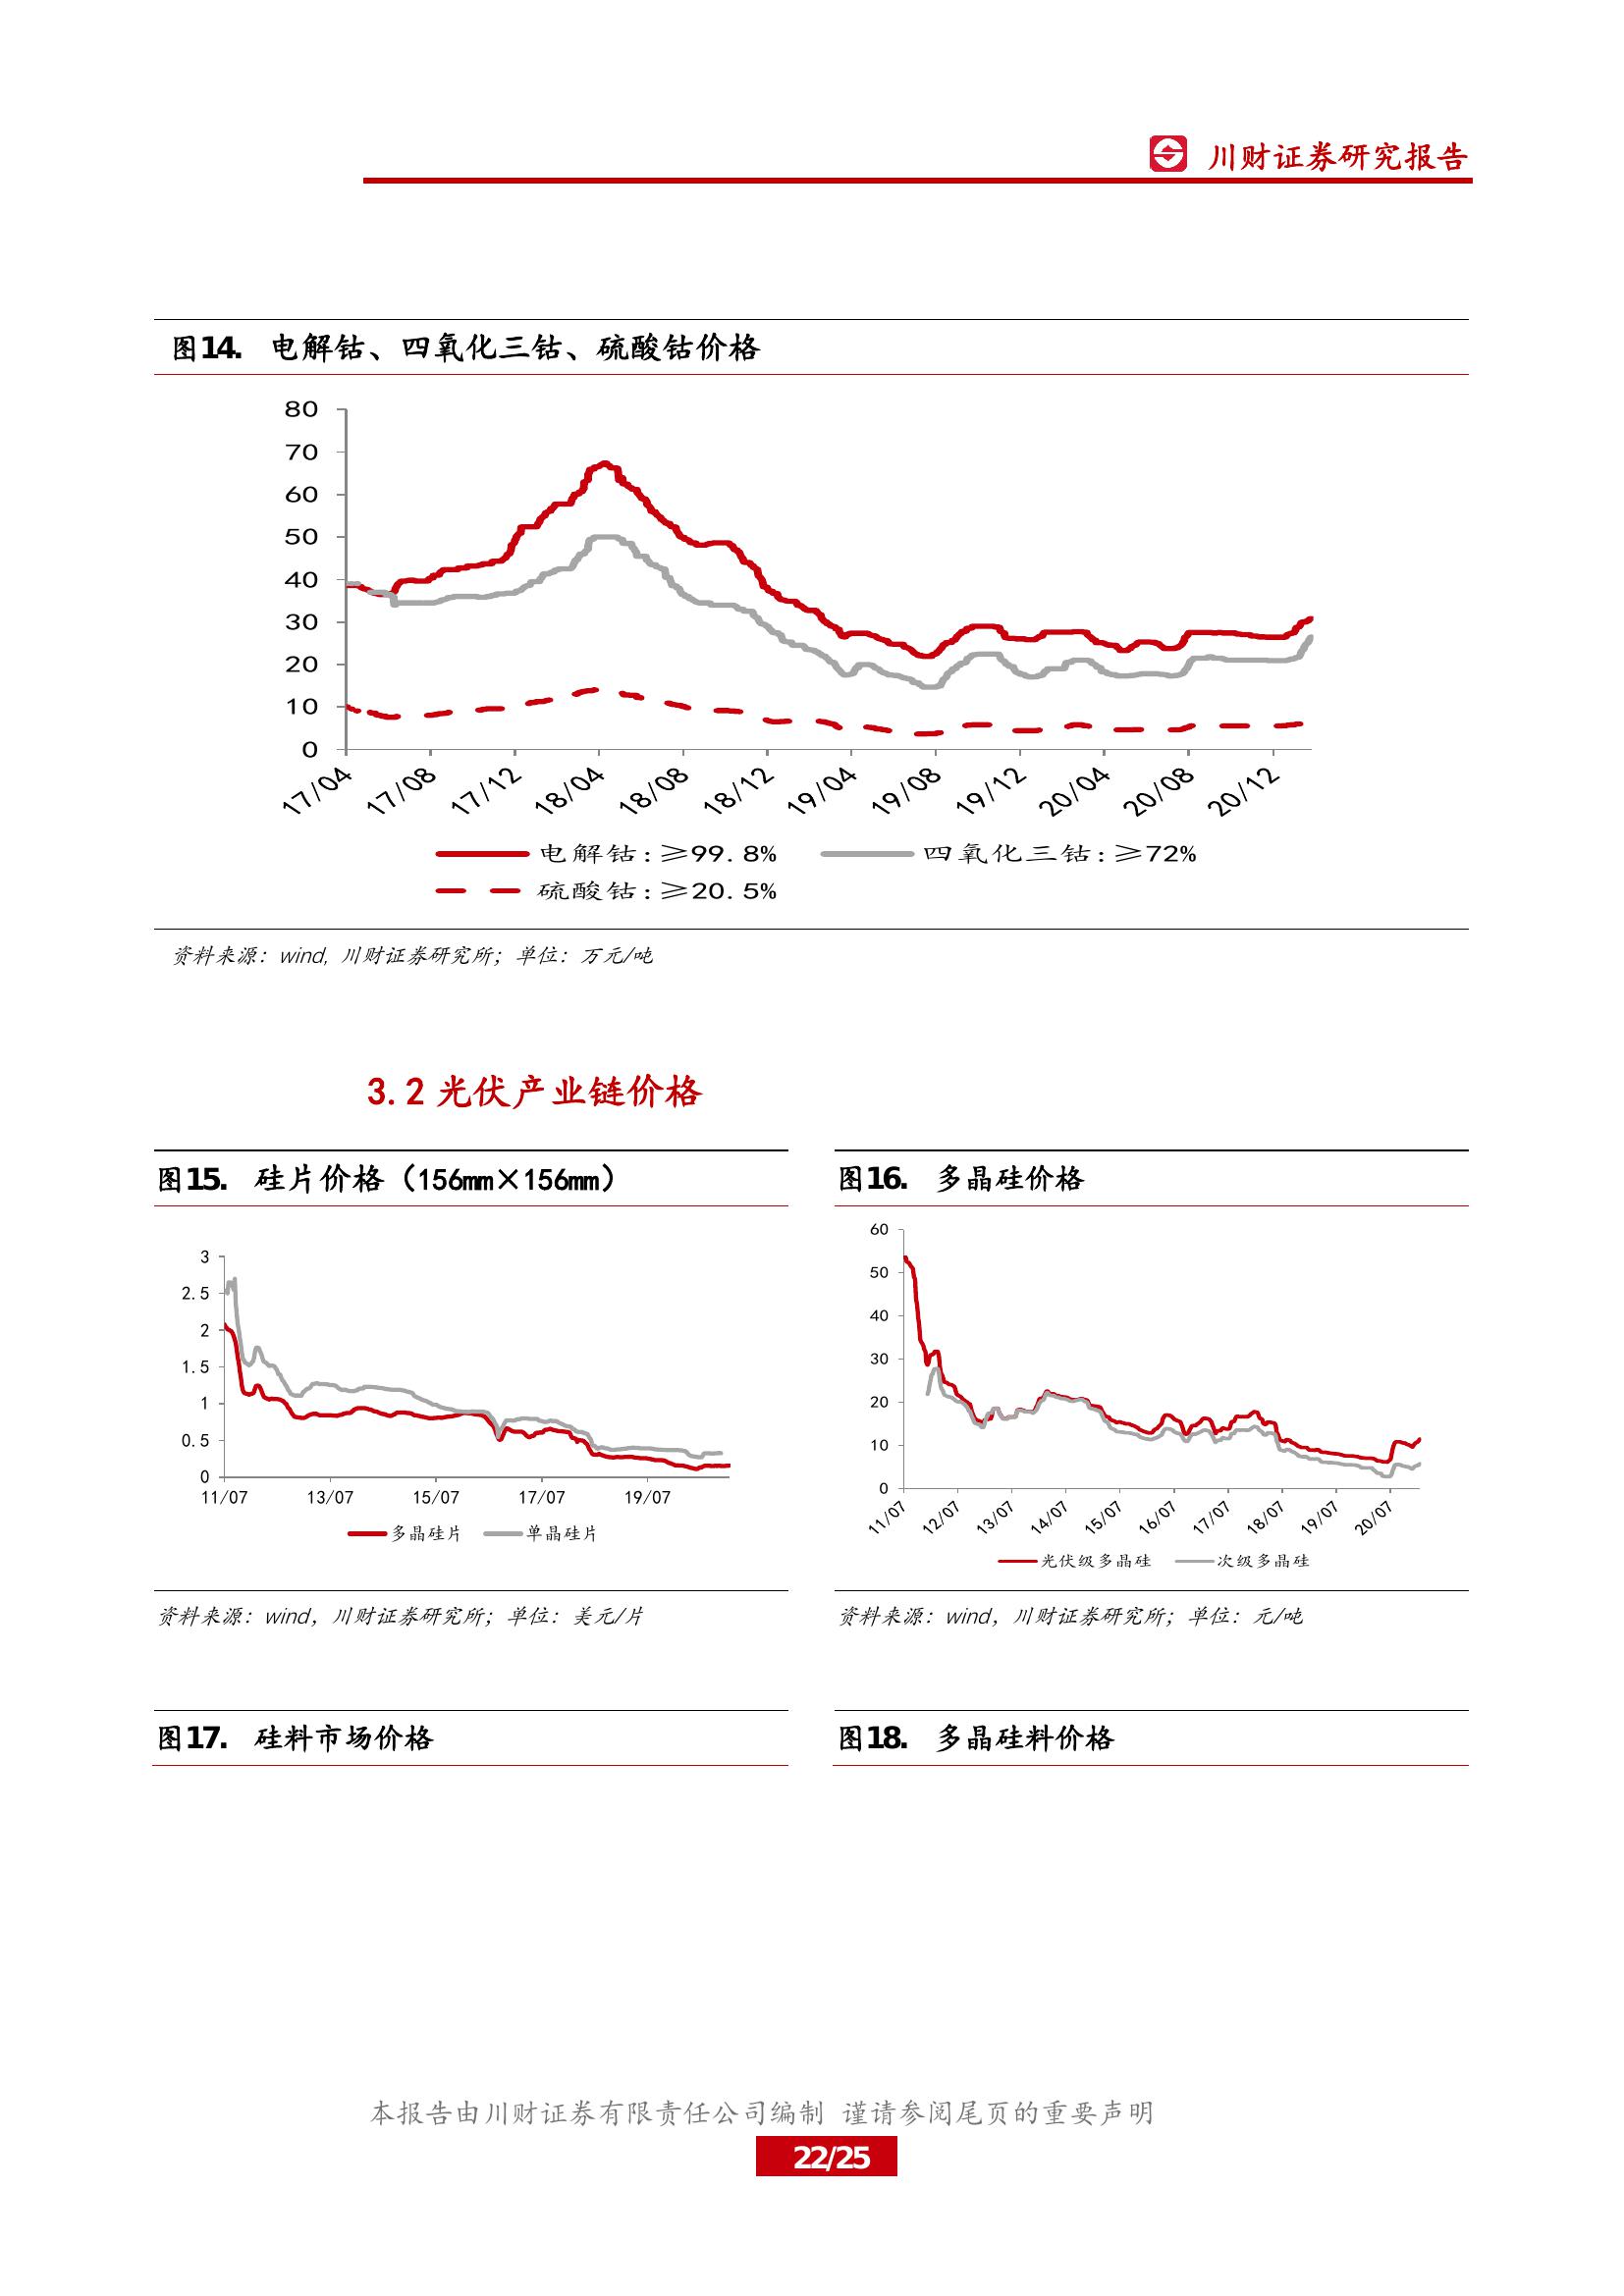 川财证券研究报告
图14. 电解钴、四氧化三钴、硫酸钴价格
80
70
60
50
40
30
20
10
0
17/04 17/08 17/12 18/04 18/08 18/12 19/04 19/08 19/12 20/04 20/08 20/12
电解钴:≥99.8% 四氧化三钴:≥72%
硫酸钴:≥20.5%
资料来源：wind, 川财证券研究所；单位：万元/吨
3.2 光伏产业链价格
图15. 硅片价格（156mm×156mm）
3
2.5
2
1.5
1
0.5
0
11/07 13/07 15/07 17/07 19/07
多晶硅片 单晶硅片
资料来源：wind，川财证券研究所；单位：美元/片
图16. 多晶硅价格
60
50
40
30
20
10
0
11/07 12/07 13/07 14/07 15/07 16/07 17/07 18/07 19/07 20/07
光伏级多晶硅 次级多晶硅
资料来源：wind，川财证券研究所；单位：元/吨
图17. 硅料市场价格
图18. 多晶硅料价格
本报告由川财证券有限责任公司编制 谨请参阅尾页的重要声明
22/25